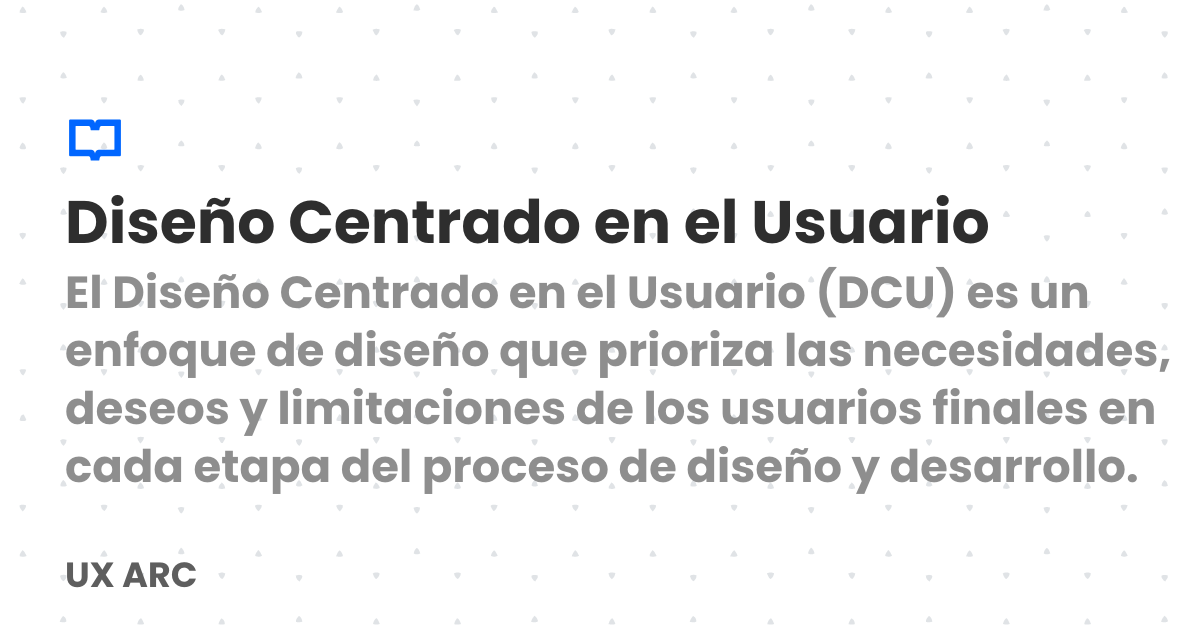 Diseño Centrado en el Usuario
El Diseño Centrado en el Usuario (DCU) es un
enfoque de diseño que prioriza las necesidades,
deseos y limitaciones de los usuarios finales en
cada etapa del proceso de diseño y desarrollo.
UX ARC